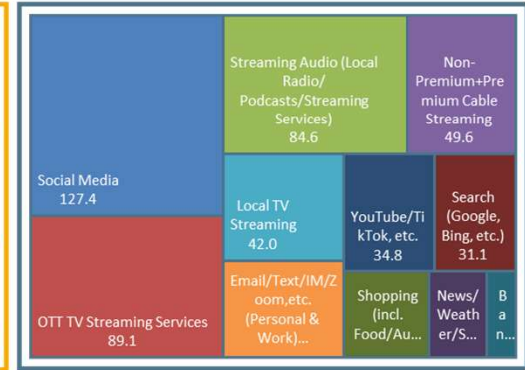 Social Media
127.4
OTT TV Streaming Services
89.1
Streaming Audio (Local
Radio/
Podcasts/Streaming
Services)
84.6
Non-
Premium+Pre
mium Cable
Streaming
49.6
Local TV
Streaming
42.0
YouTube/Ti
kTok, etc.
34.8
Search
(Google,
Bing, etc.)
31.1
Email/Text/IM/Z
oom,etc.
(Personal &
Work)...
Shopping
(incl.
Food/Au...
News/
Weath
er/S...
B
a
n...